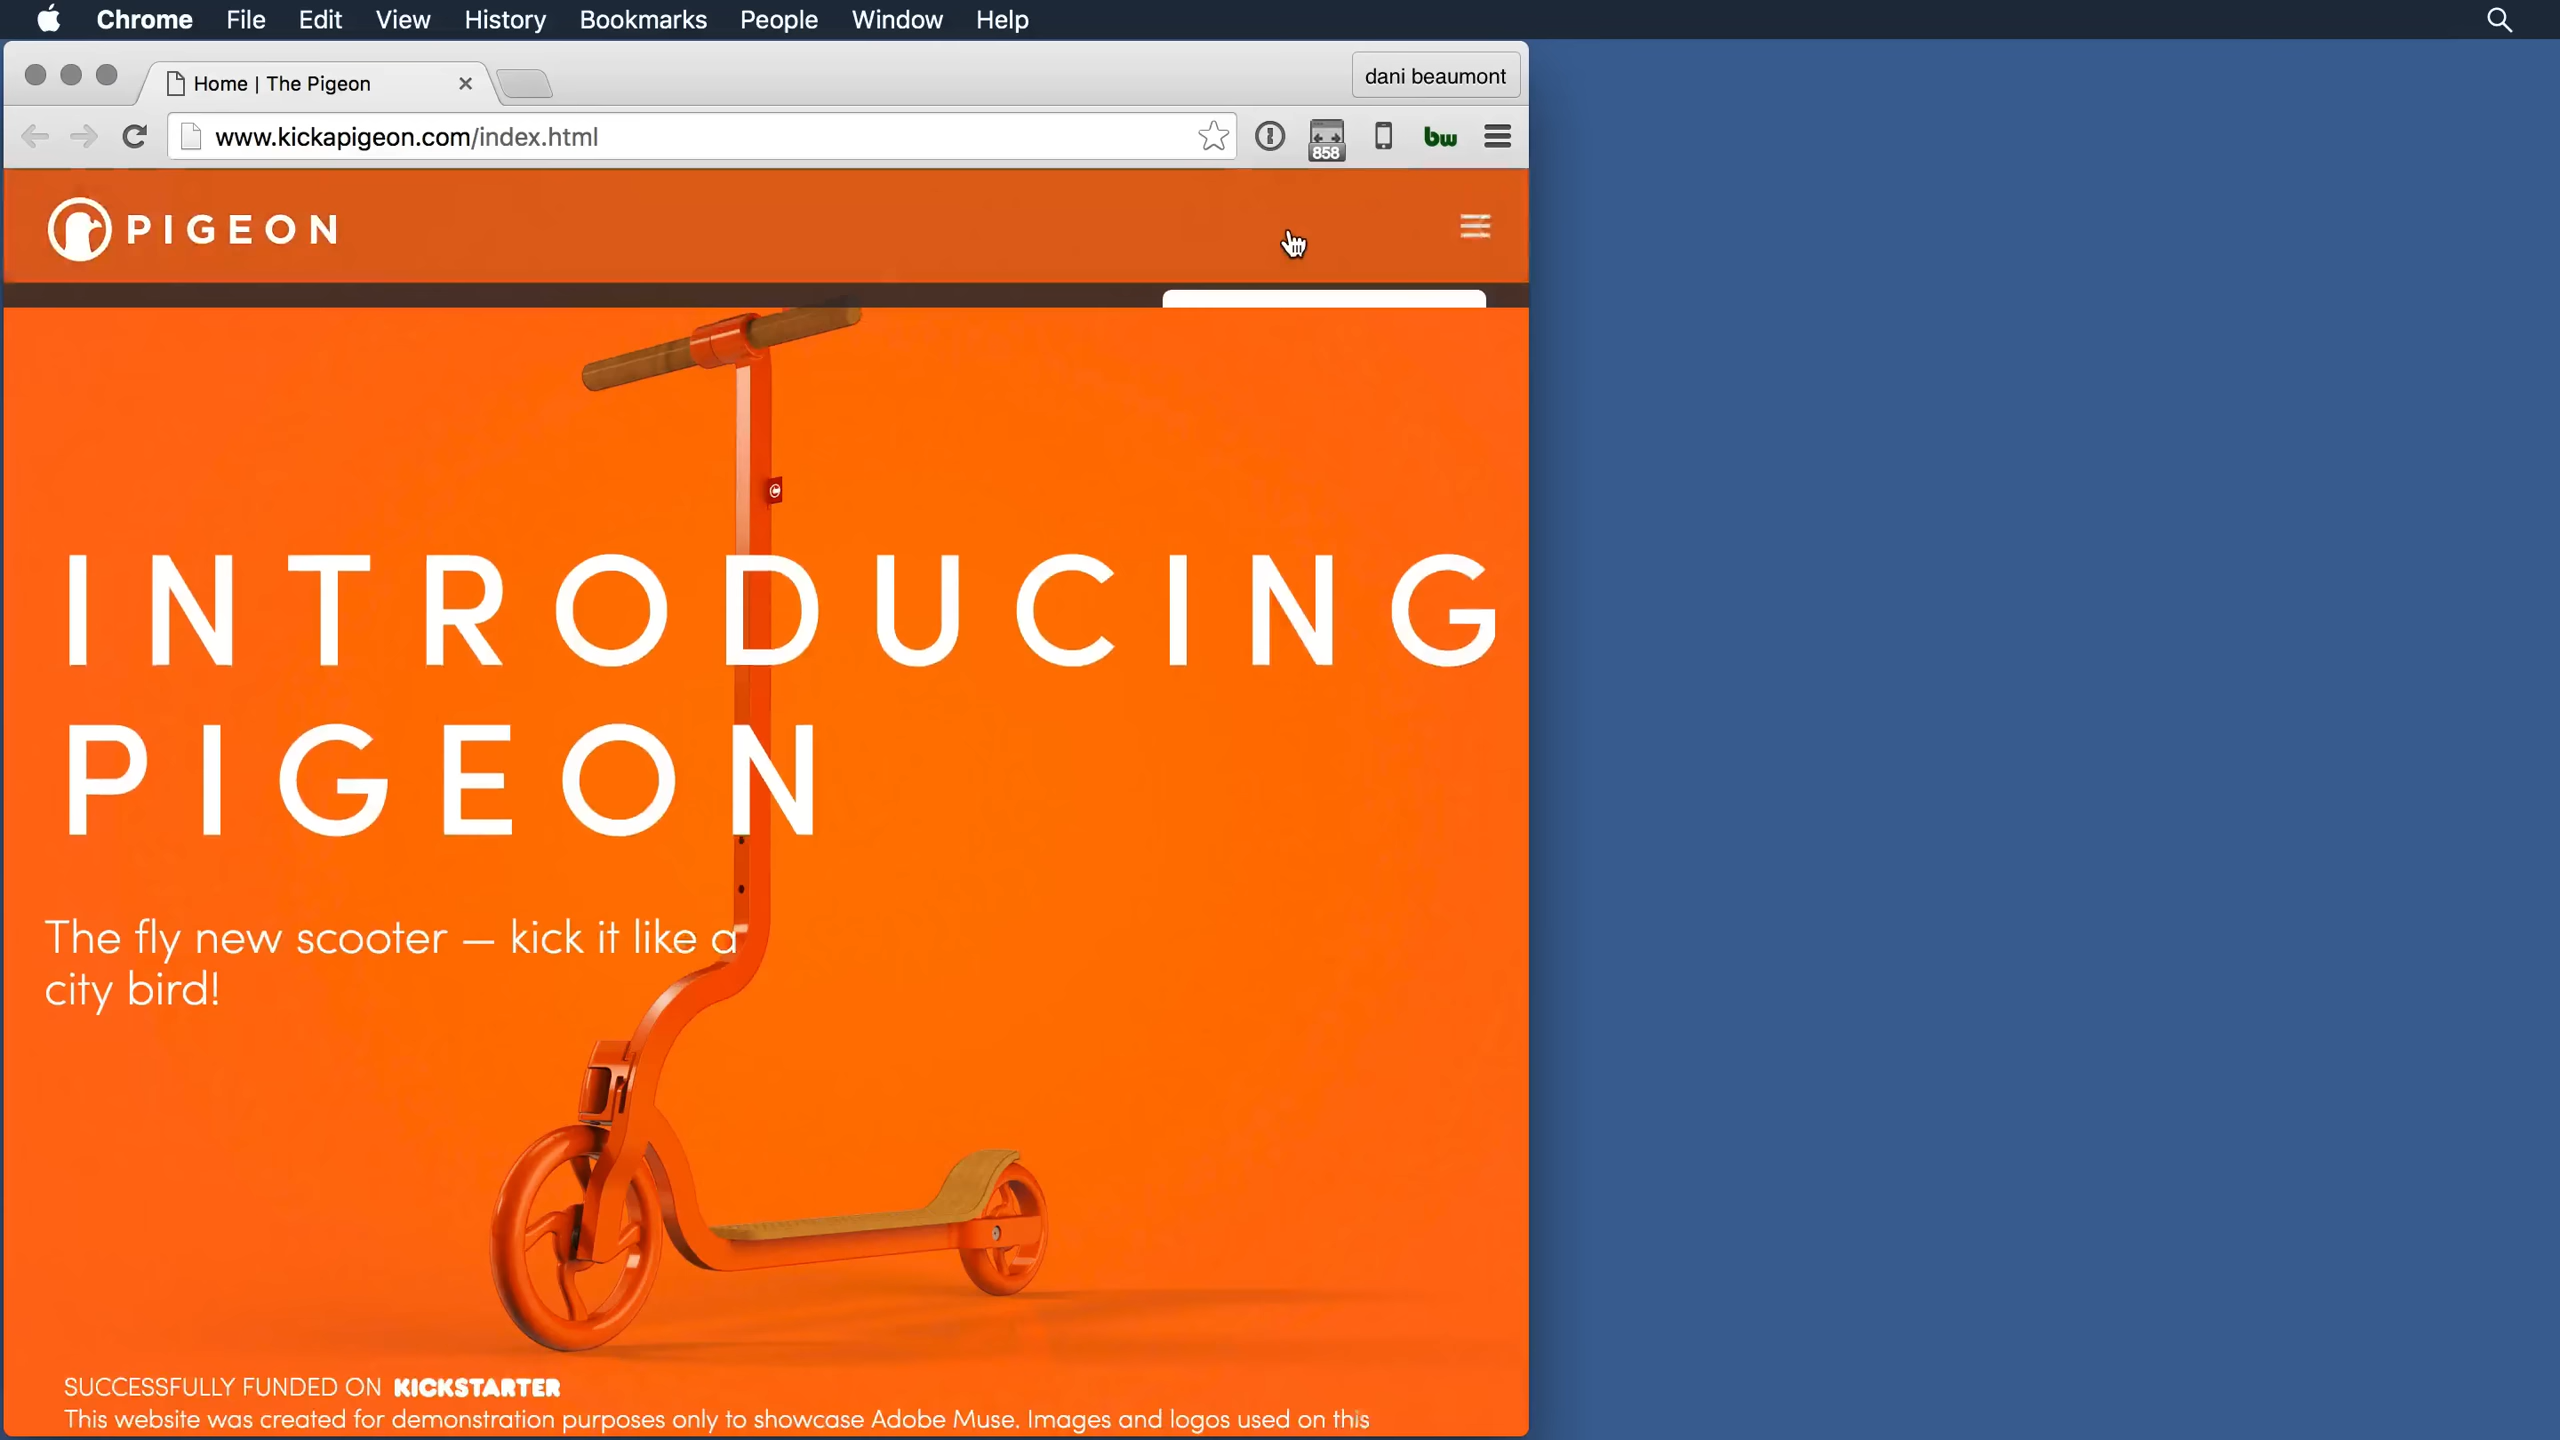 Chrome File Edit View History Bookmarks People Window Help
Home | The Pigeon
dani beaumont
www.kickapigeon.com/index.html
858
bw
PIGEON
INTRODUCING
PIGEON
The fly new scooter — kick it like a
city bird!
SUCCESSFULLY FUNDED ON KICKSTARTER
This website was created for demonstration purposes only to showcase Adobe Muse. Images and logos used on this